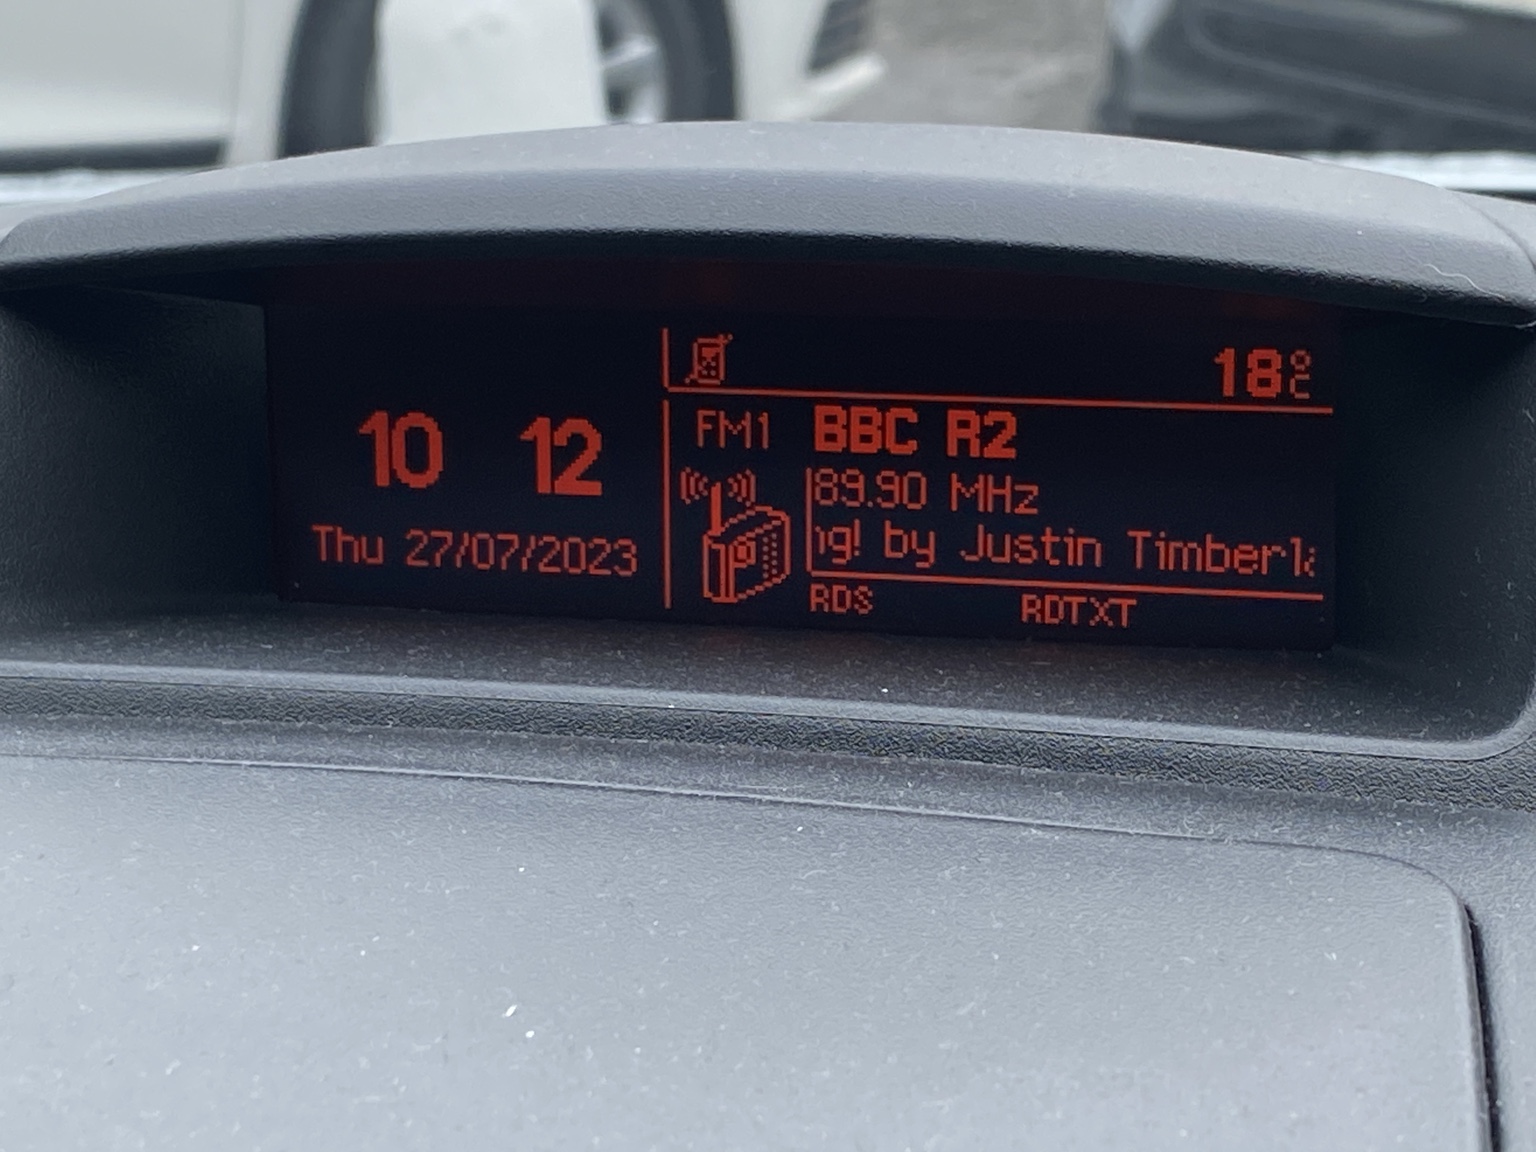 10 12
Thu 27/07/2023
18°C
FM1 BBC R2
89.90 MHz
g! by Justin Timberl
RDS RDTXT